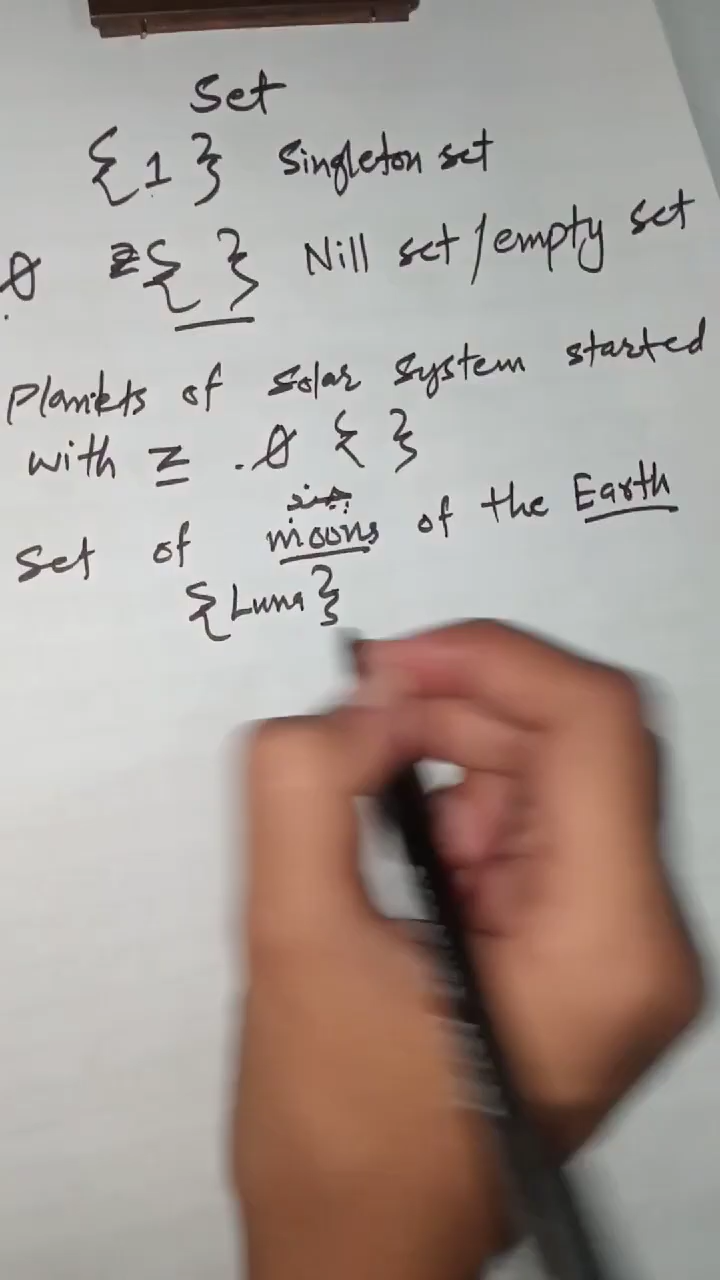 Set
{1} Singleton set
Ø {} Nill set/empty set
Planets of solar system started
with Z . Ø { }
Set of moons of the Earth
{Luna}